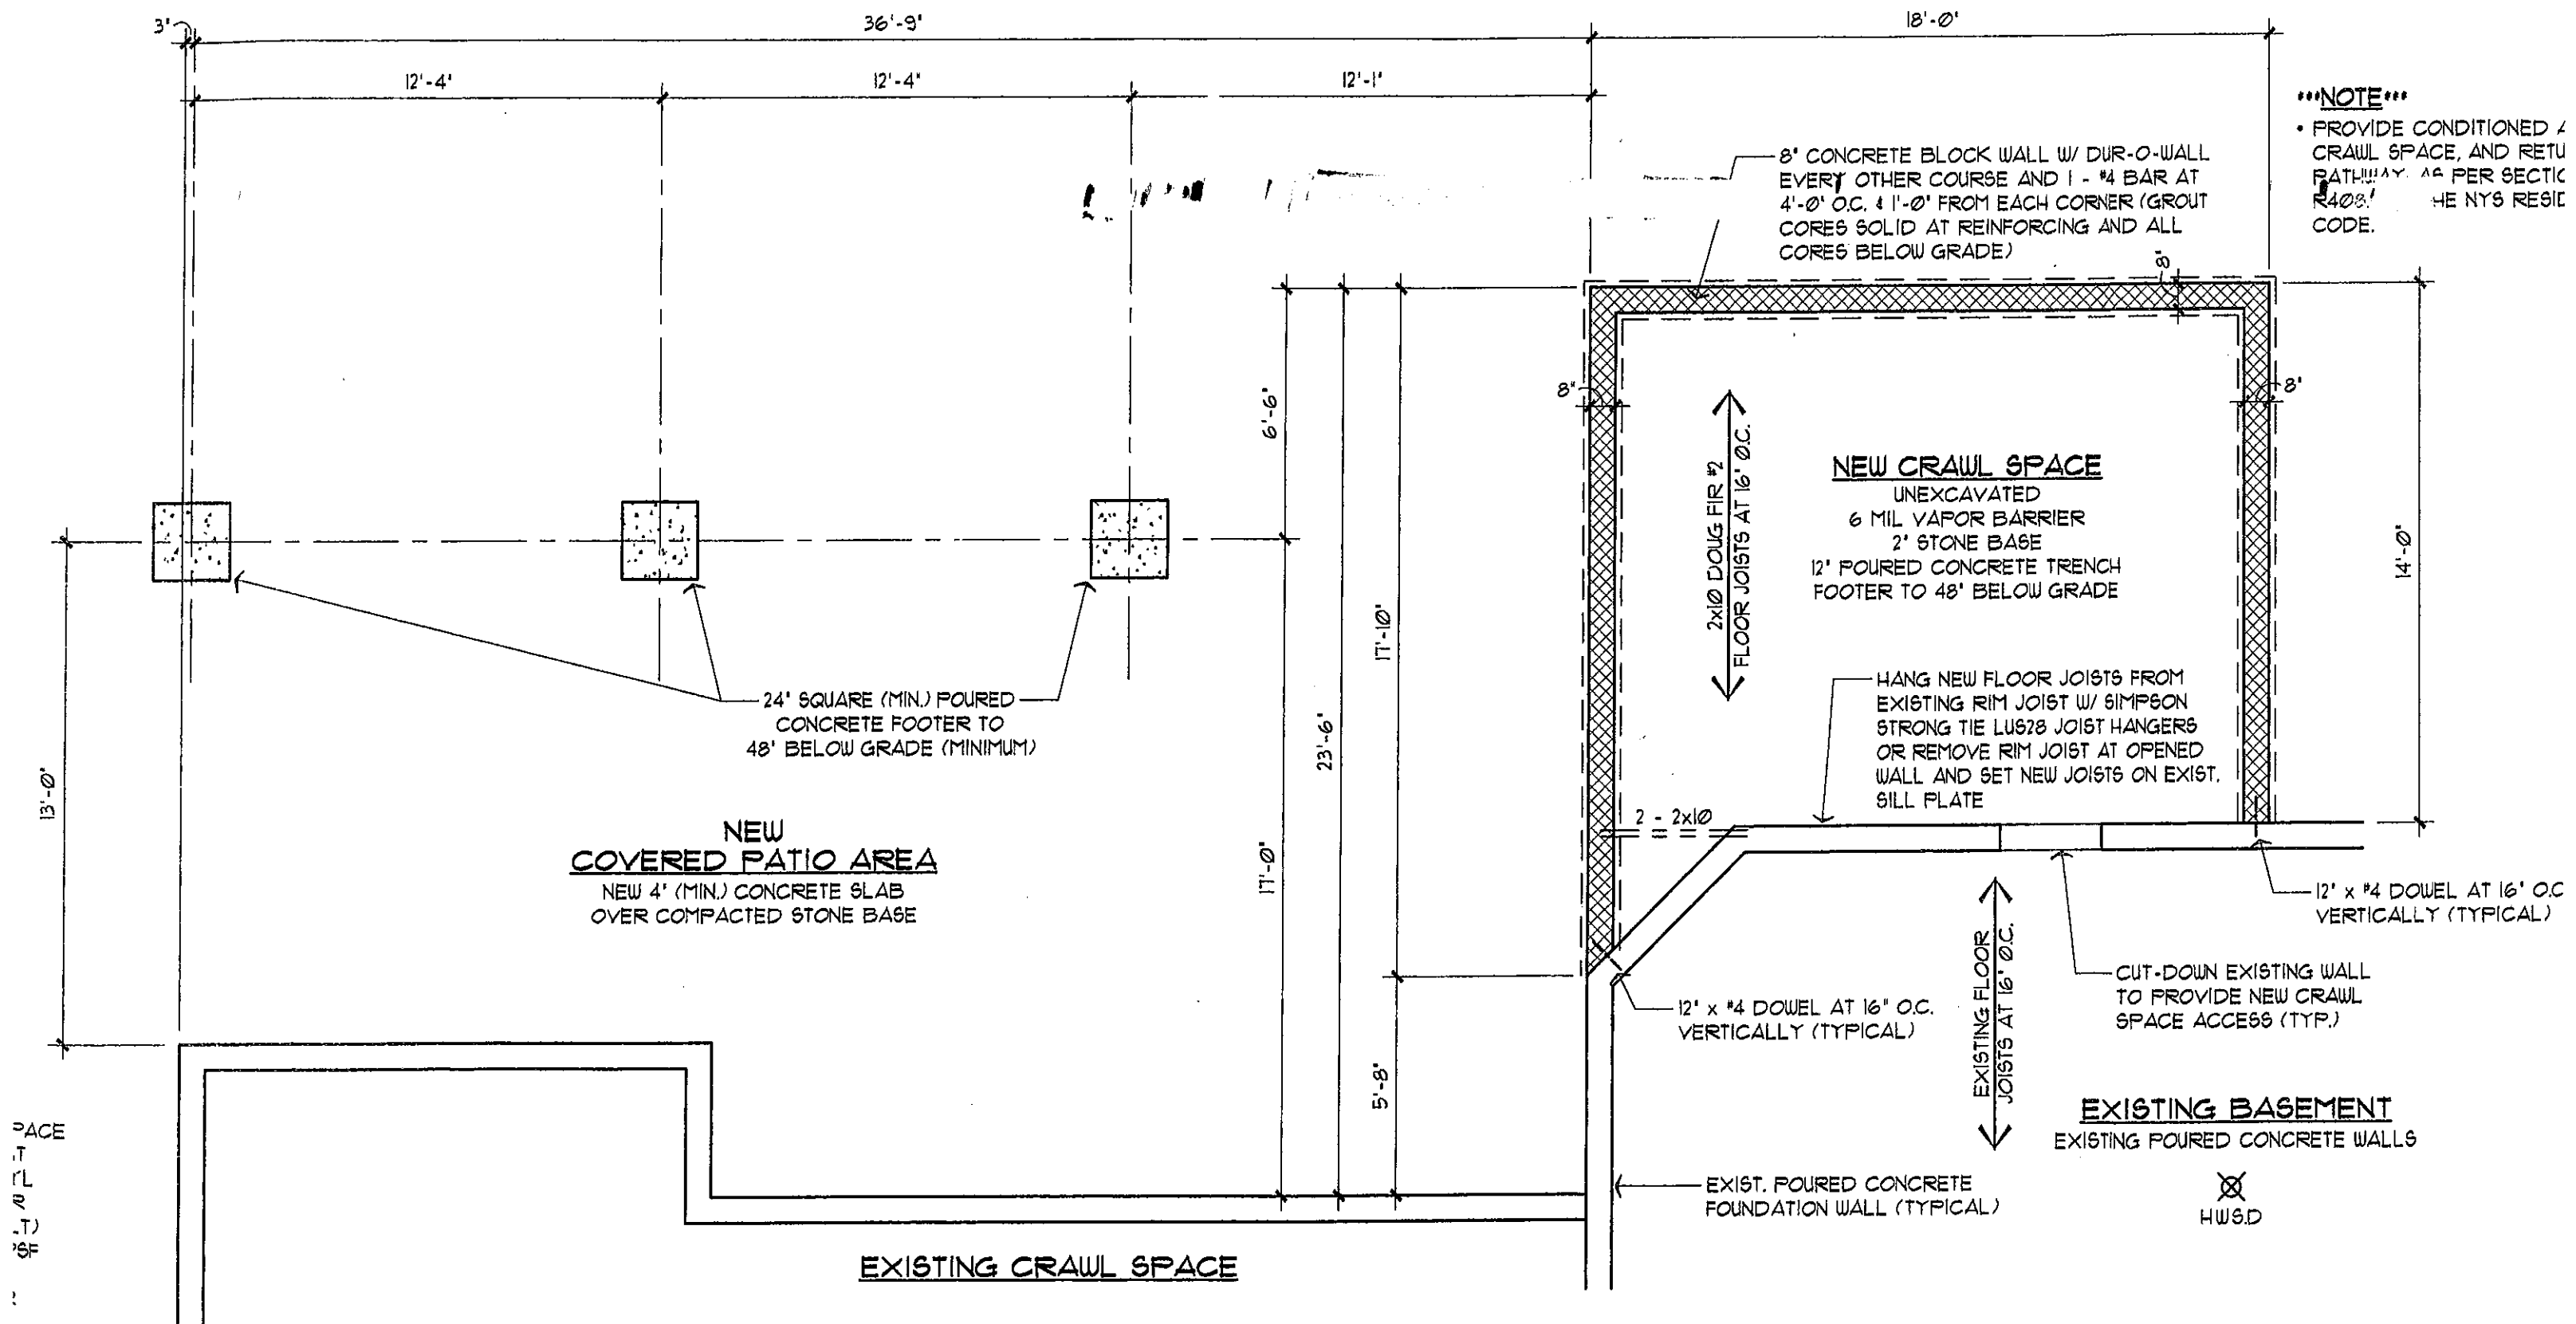 3"
36'-9"
18'-0"
12'-4"
12'-4"
12'-1"
***NOTE***
• PROVIDE CONDITIONED
CRAWL SPACE, AND
PATHWAY AS PER
THE NYS
CODE.
8" CONCRETE BLOCK WALL W/ DUR-O-WALL
EVERY OTHER COURSE AND 1 - #4 BAR AT
4'-0" O.C. & 1'-0" FROM EACH CORNER (GROUT
CORES SOLID AT REINFORCING AND ALL
CORES BELOW GRADE)
8"
6'-6"
8"
8"
2x10 DOUG FIR #2
FLOOR JOISTS AT 16" O.C.
NEW CRAWL SPACE
UNEXCAVATED
6 MIL VAPOR BARRIER
2" STONE BASE
12" POURED CONCRETE TRENCH
FOOTER TO 48" BELOW GRADE
14'-0"
17'-10"
23'-6"
24" SQUARE (MIN.) POURED
CONCRETE FOOTER TO
48" BELOW GRADE (MINIMUM)
HANG NEW FLOOR JOISTS FROM
EXISTING RIM JOIST W/ SIMPSON
STRONG TIE LUS28 JOIST HANGERS
OR REMOVE RIM JOIST AT OPENED
WALL AND SET NEW JOISTS ON EXIST.
SILL PLATE
13'-0"
2 - 2x10
NEW
COVERED PATIO AREA
NEW 4" (MIN.) CONCRETE SLAB
OVER COMPACTED STONE BASE
17'-0"
12" x #4 DOWEL AT 16" O.C
VERTICALLY (TYPICAL)
EXISTING FLOOR
JOISTS AT 16" O.C.
CUT-DOWN EXISTING WALL
TO PROVIDE NEW CRAWL
SPACE ACCESS (TYP.)
12" x #4 DOWEL AT 16" O.C.
VERTICALLY (TYPICAL)
5'-8"
EXISTING BASEMENT
EXISTING POURED CONCRETE WALLS
EXIST. POURED CONCRETE
FOUNDATION WALL (TYPICAL)
H.W.S.D
EXISTING CRAWL SPACE